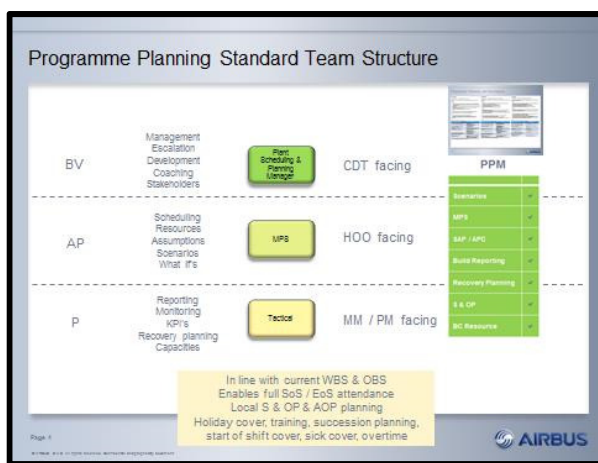 Programme Planning Standard Team Structure
BV
Management
Escalation
Development
Coaching
Stakeholders
Plant
Scheduling &
Planning
Manager
CDT facing
PPM
AP
Scheduling
Resources
Assumptions
Scenarios
What If's
MPS
HOO facing
P
Reporting
Monitoring
KPI's
Recovery planning
Capacities
Tactical
MM / PM facing
Scenarios
MPS
SAP / APO
Build Reporting
Recovery Planning
S & OP
BC Resource
In line with current WBS & OBS
Enables full SoS / EoS attendance
Local S & OP & AOP planning
Holiday cover, training, succession planning,
start of shift cover, sick cover, overtime
AIRBUS